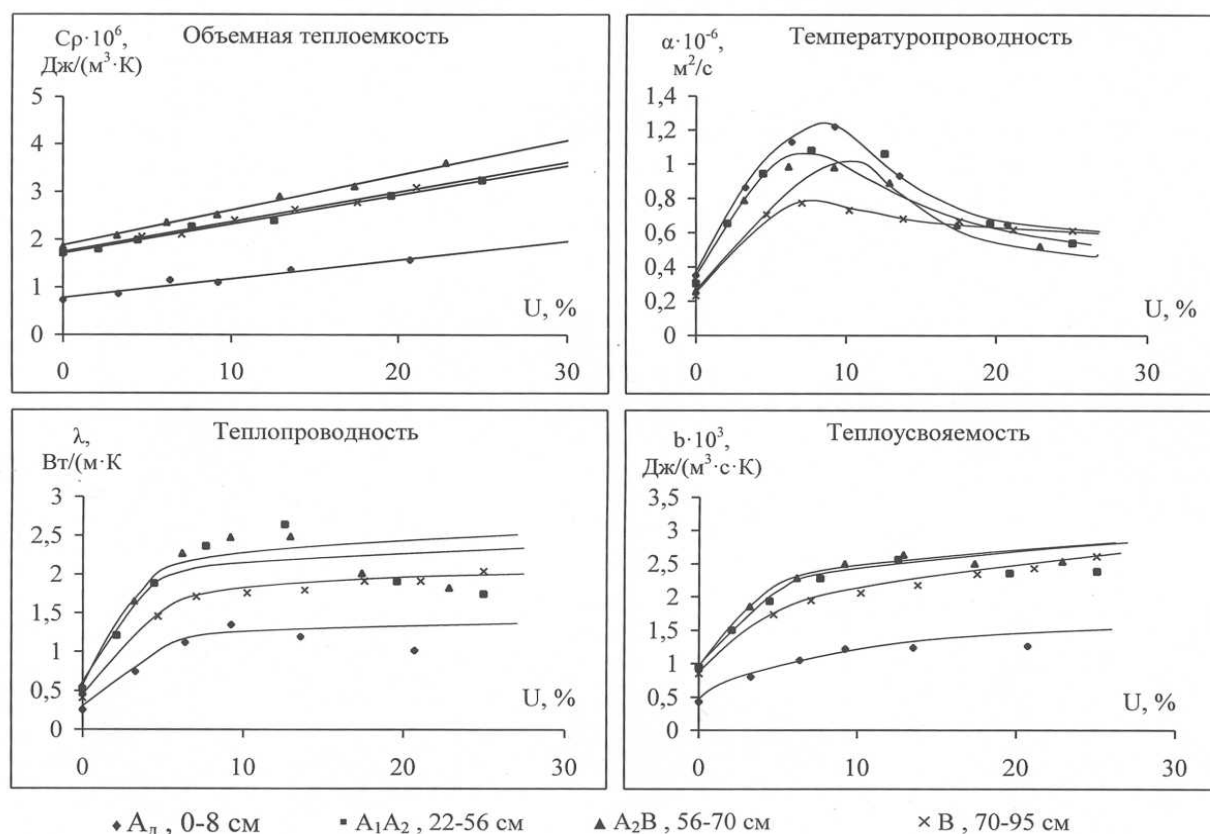 Объемная теплоемкость
Cρ·10⁶,
Дж/(м³·К)
5
4
3
2
1
0
0 10 20 30
U, %
Температуропроводность
α·10⁻⁶,
м²/с
1,4
1,2
1
0,8
0,6
0,4
0,2
0
0 10 20 30
U, %
Теплопроводность
λ,
Вт/(м·К
3
2,5
2
1,5
1
0,5
0
0 10 20 30
U, %
Теплоусвояемость
b·10³,
Дж/(м³·с·К)
3,5
3
2,5
2
1,5
1
0,5
0
0 10 20 30
U, %
Aд , 0-8 см A₁A₂ , 22-56 см A₂B , 56-70 см B , 70-95 см